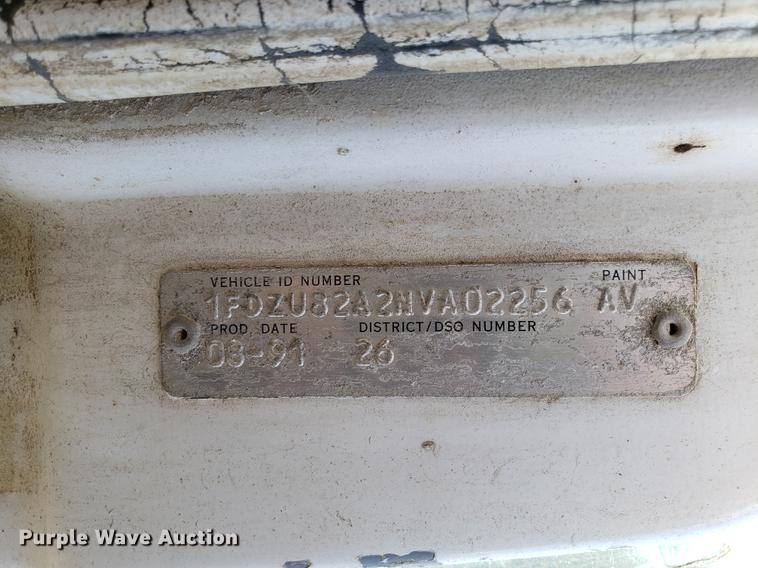 VEHICLE ID NUMBER PAINT
1FDZU82A2NVA02256 AV
PROD. DATE DISTRICT/DSO NUMBER
03-91 26
Purple Wave Auction